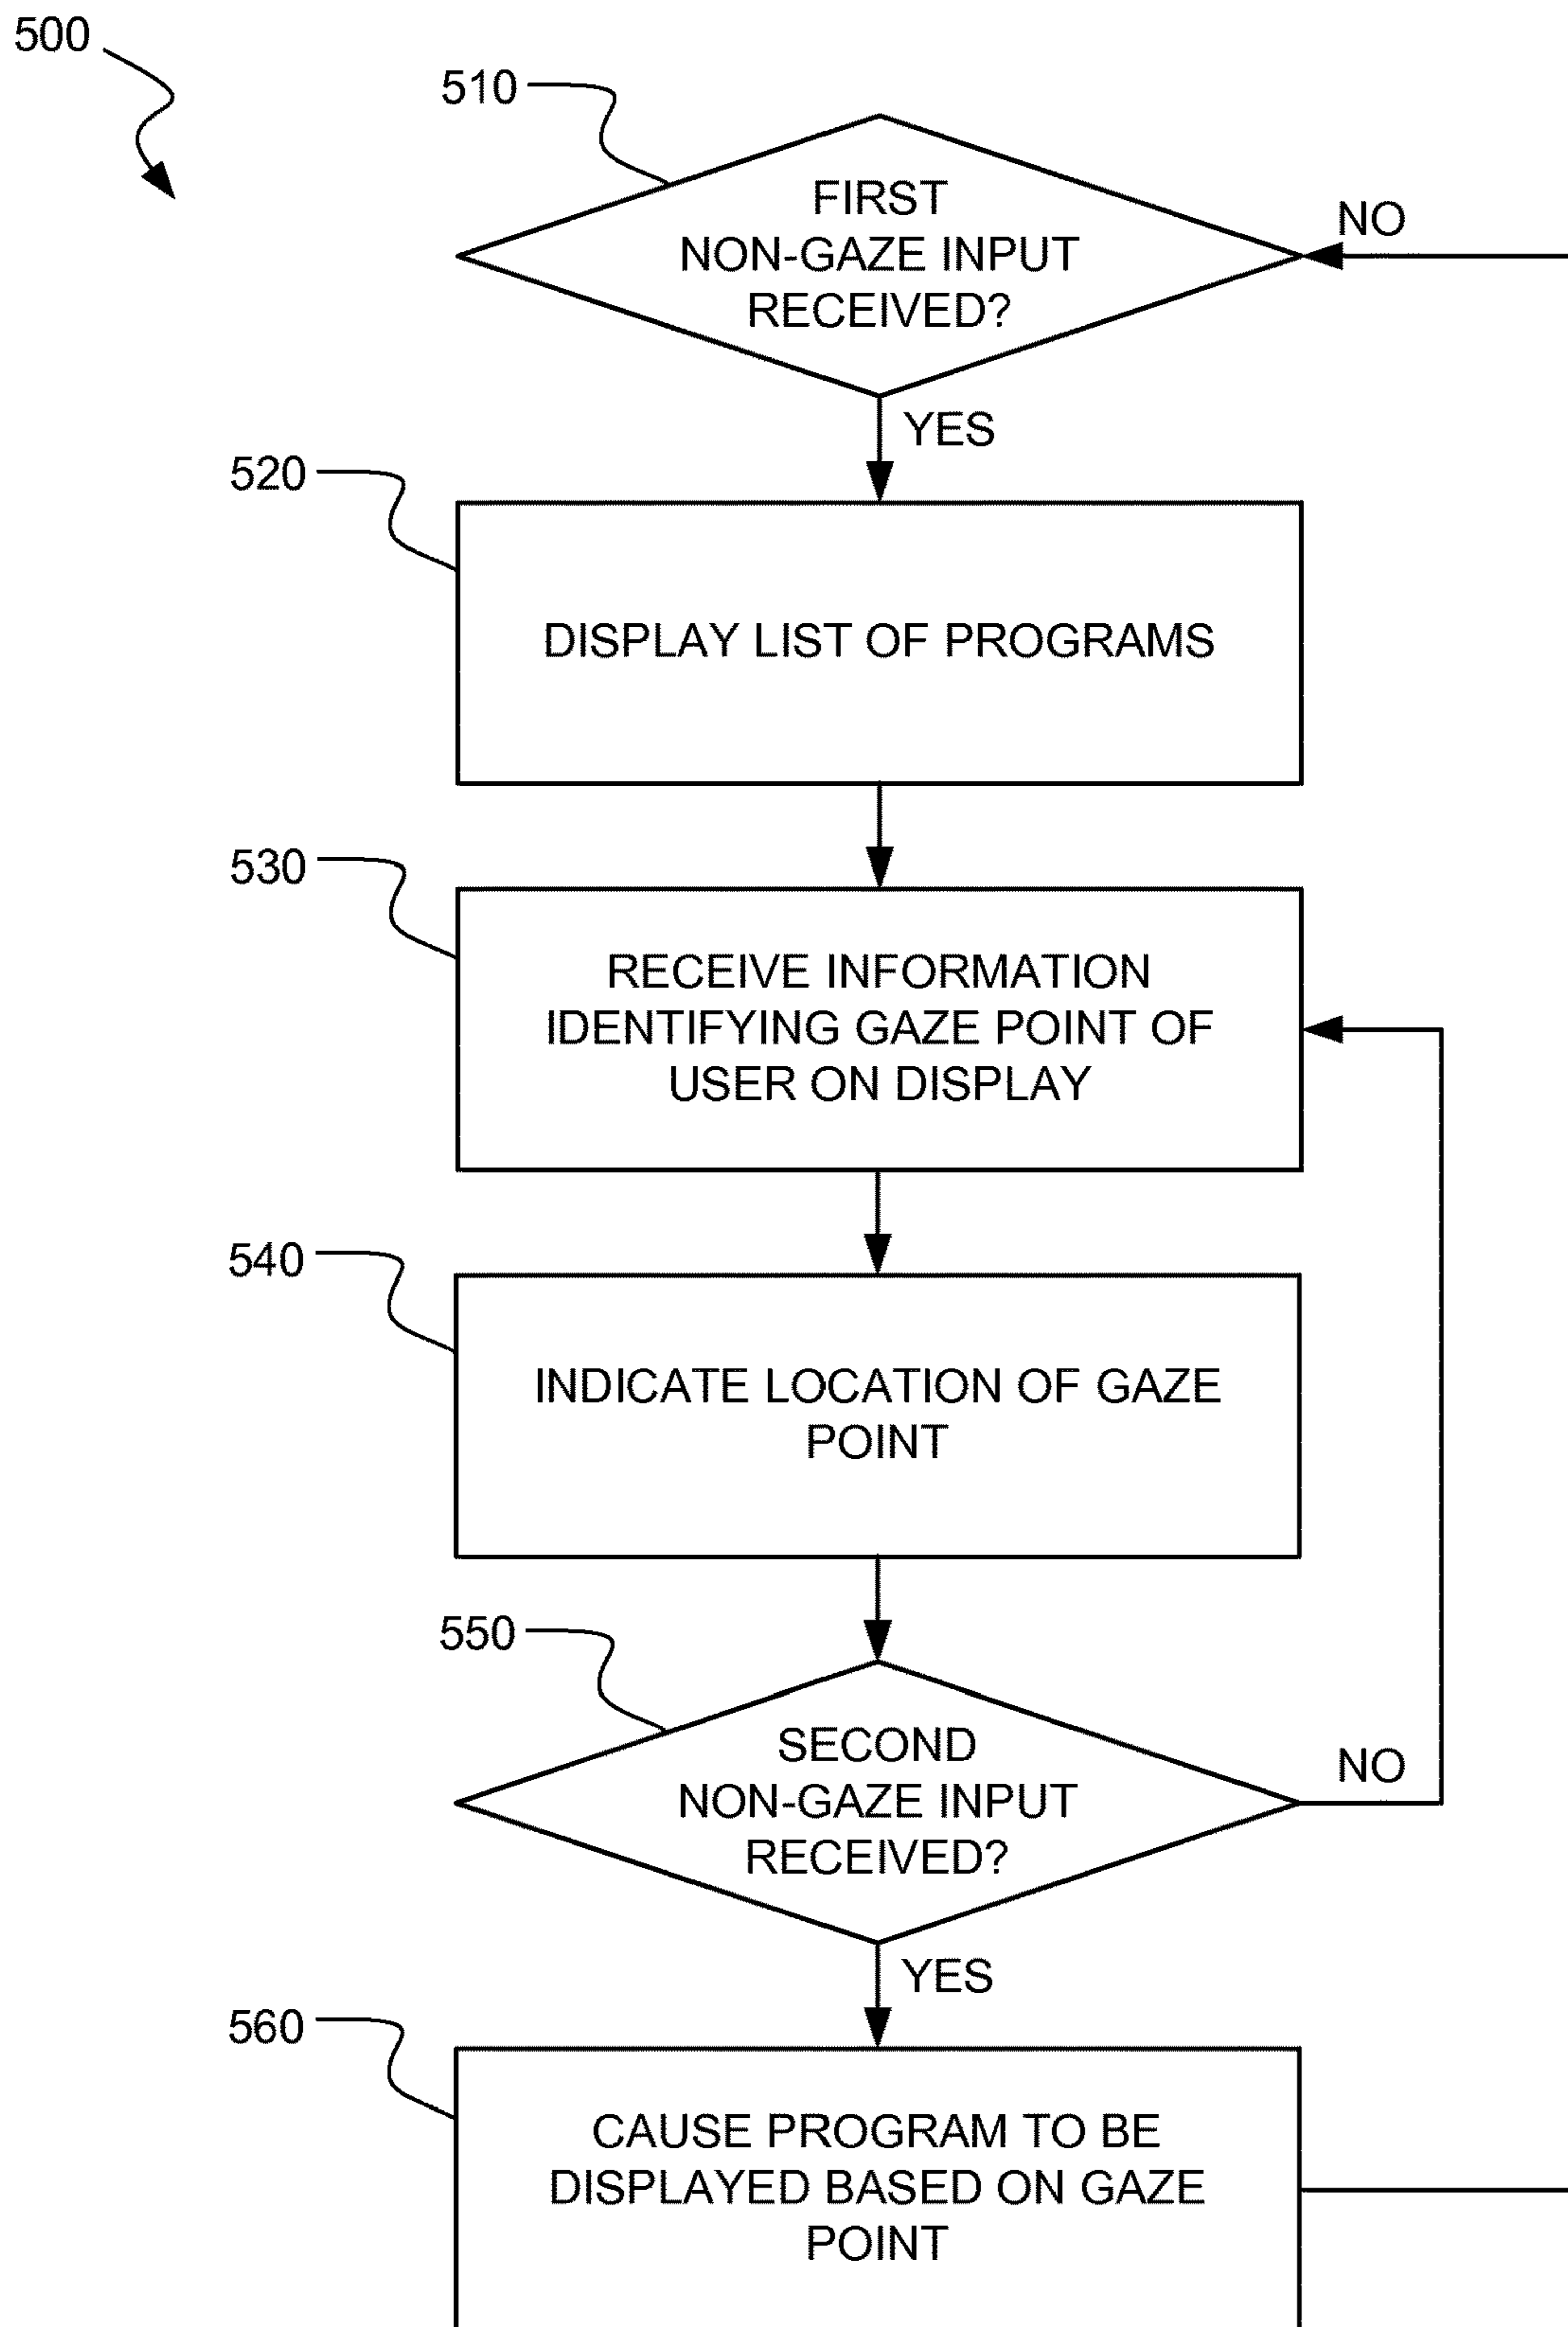 500
510
FIRST
NON-GAZE INPUT
RECEIVED?
NO
YES
520
DISPLAY LIST OF PROGRAMS
530
RECEIVE INFORMATION
IDENTIFYING GAZE POINT OF
USER ON DISPLAY
540
INDICATE LOCATION OF GAZE
POINT
550
SECOND
NON-GAZE INPUT
RECEIVED?
NO
YES
560
CAUSE PROGRAM TO BE
DISPLAYED BASED ON GAZE
POINT